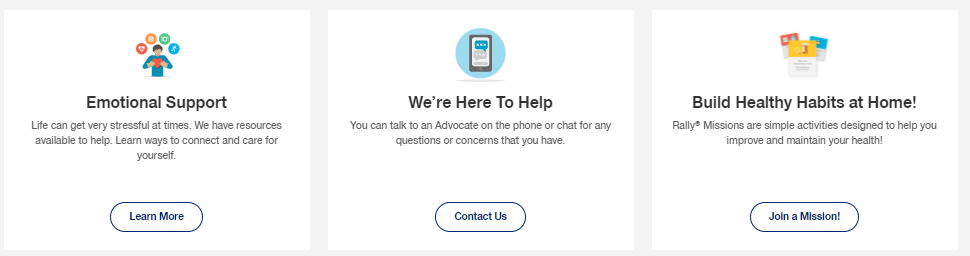 Emotional Support
Life can get very stressful at times. We have resources
available to help. Learn ways to connect and care for
yourself.
Learn More
We're Here To Help
You can talk to an Advocate on the phone or chat for any
questions or concerns that you have.
Contact Us
Build Healthy Habits at Home!
Rally® Missions are simple activities designed to help you
improve and maintain your health!
Join a Mission!